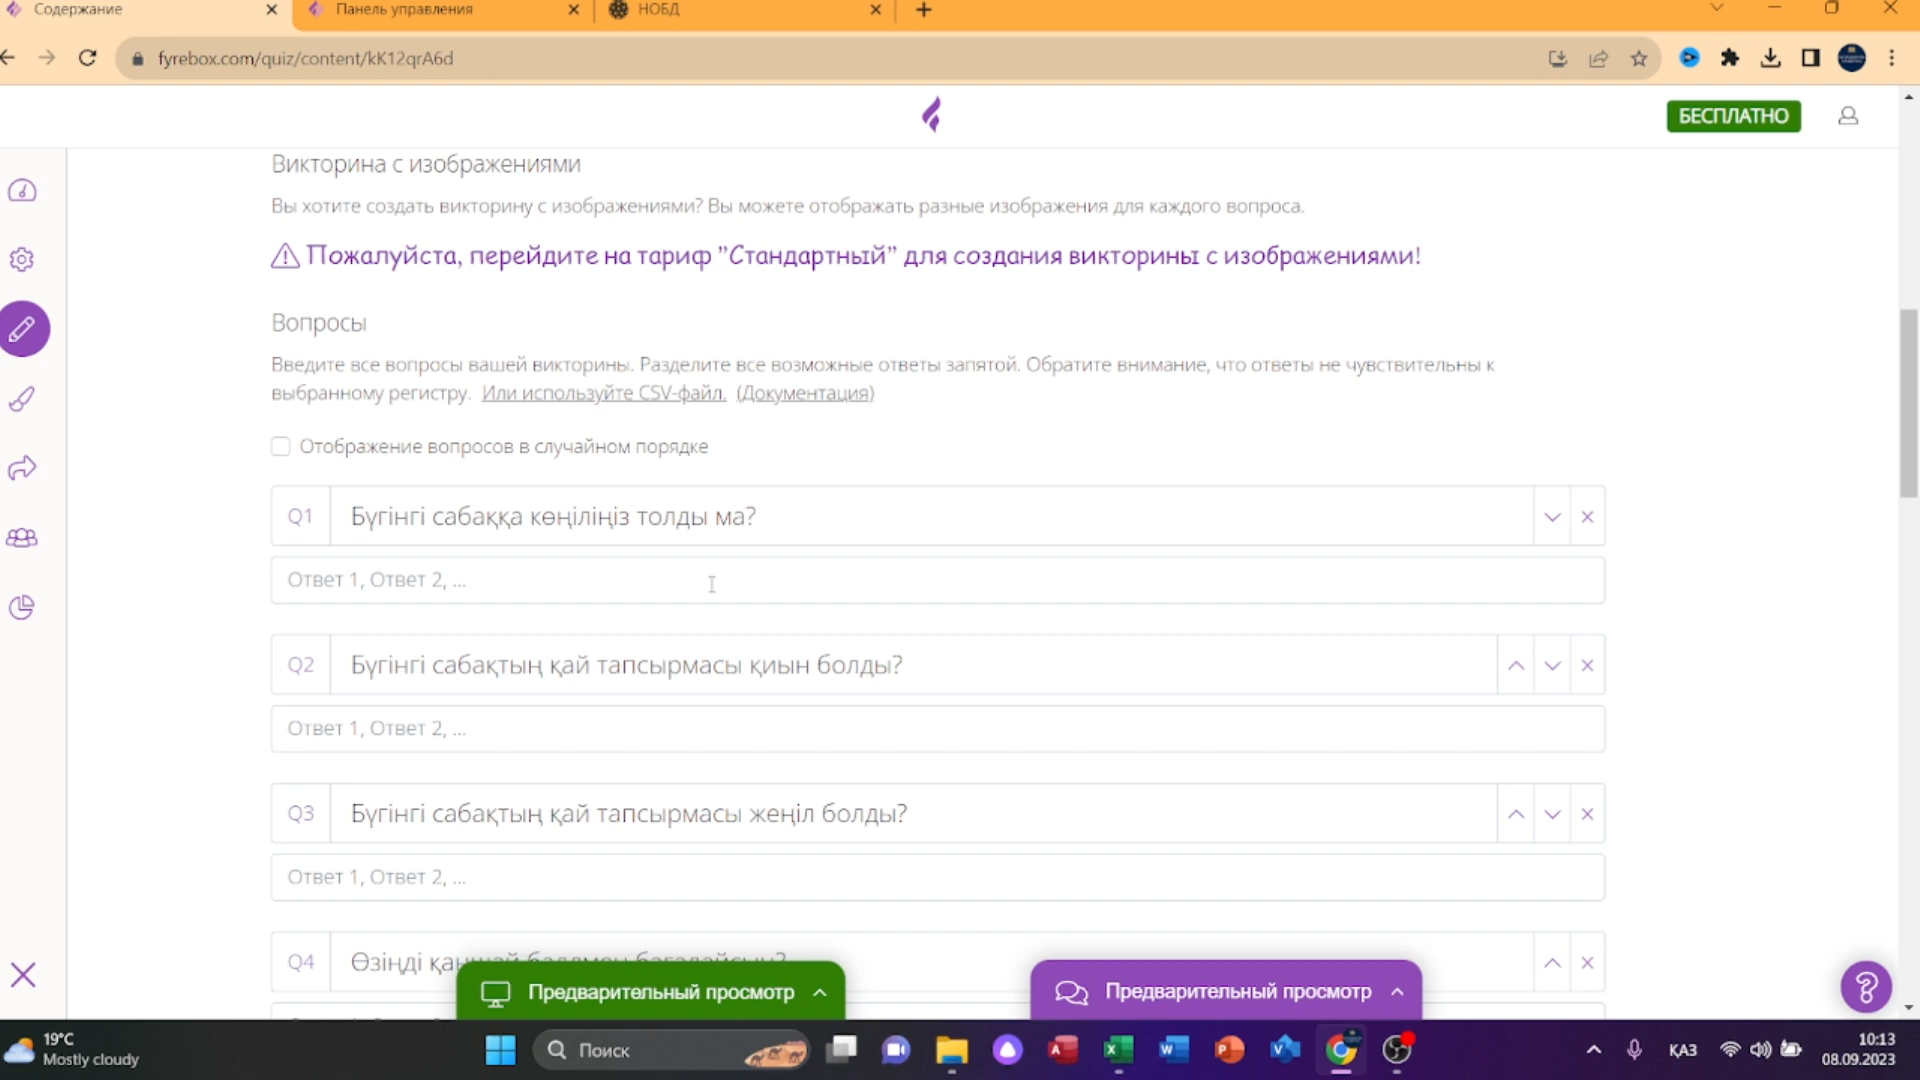 Содержание
Панель управления
НОБД
fyrebox.com/quiz/content/kK12qrA6d
БЕСПЛАТНО
Викторина с изображениями
Вы хотите создать викторину с изображениями? Вы можете отображать разные изображения для каждого вопроса.
Пожалуйста, перейдите на тариф "Стандартный" для создания викторины с изображениями!
Вопросы
Введите все вопросы вашей викторины. Разделите все возможные ответы запятой. Обратите внимание, что ответы не чувствительны к
выбранному регистру. Или используйте CSV-файл. (Документация)
Отображение вопросов в случайном порядке
Q1 Бүгінгі сабаққа көңіліңіз толды ма?
Ответ 1, Ответ 2, ...
Q2 Бүгінгі сабақтың қай тапсырмасы қиын болды?
Ответ 1, Ответ 2, ...
Q3 Бүгінгі сабақтың қай тапсырмасы жеңіл болды?
Ответ 1, Ответ 2, ...
Q4 Өзіңді
Предварительный просмотр
Предварительный просмотр
19°C
Mostly cloudy
Поиск
ҚАЗ
10:13
08.09.2023